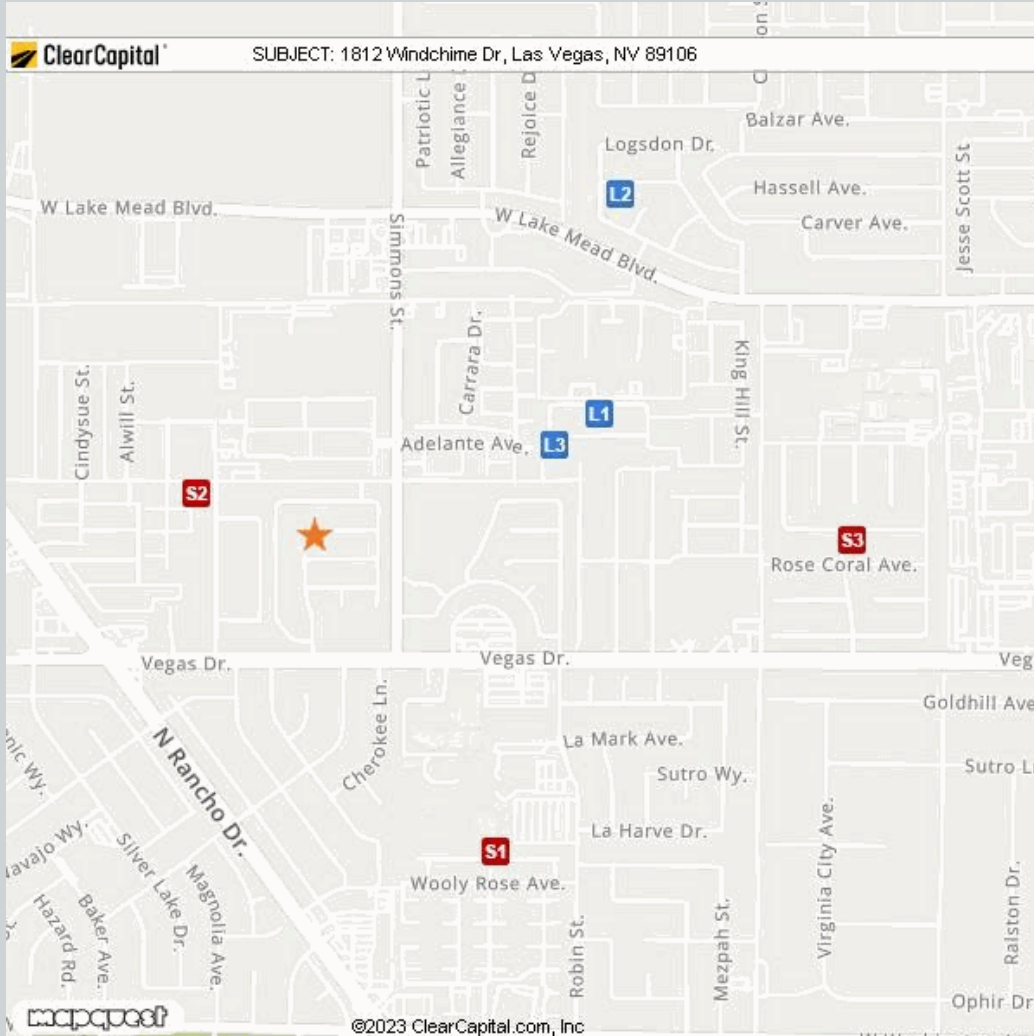 ClearCapital
SUBJECT: 1812 Windchime Dr, Las Vegas, NV 89106
Patriotic L
Allegiance
Rejoice D
Balzar Ave.
Logsdon Dr.
Hassell Ave.
Carver Ave.
Jesse Scott St.
L2
W Lake Mead Blvd.
W Lake Mead Blvd.
Simmons St.
Carrara Dr.
King Hill St.
Cindysue St.
Alwill St.
L1
Adelante Ave.
L3
S2
S3
Rose Coral Ave.
Vegas Dr.
Vegas Dr.
Veg
Cherokee Ln.
Goldhill Ave
La Mark Ave.
Sutro Wy.
Sutro L
N Rancho Dr.
nic Wy.
avajo Wy.
Silver Lake Dr.
Magnolia Ave.
Hazard Rd.
Baker Ave.
La Harve Dr.
S1
Wooly Rose Ave.
Robin St.
Mezpah St.
Virginia City Ave.
Ralston Dr.
Ophir Dr
mapquest
©2023 ClearCapital.com, Inc